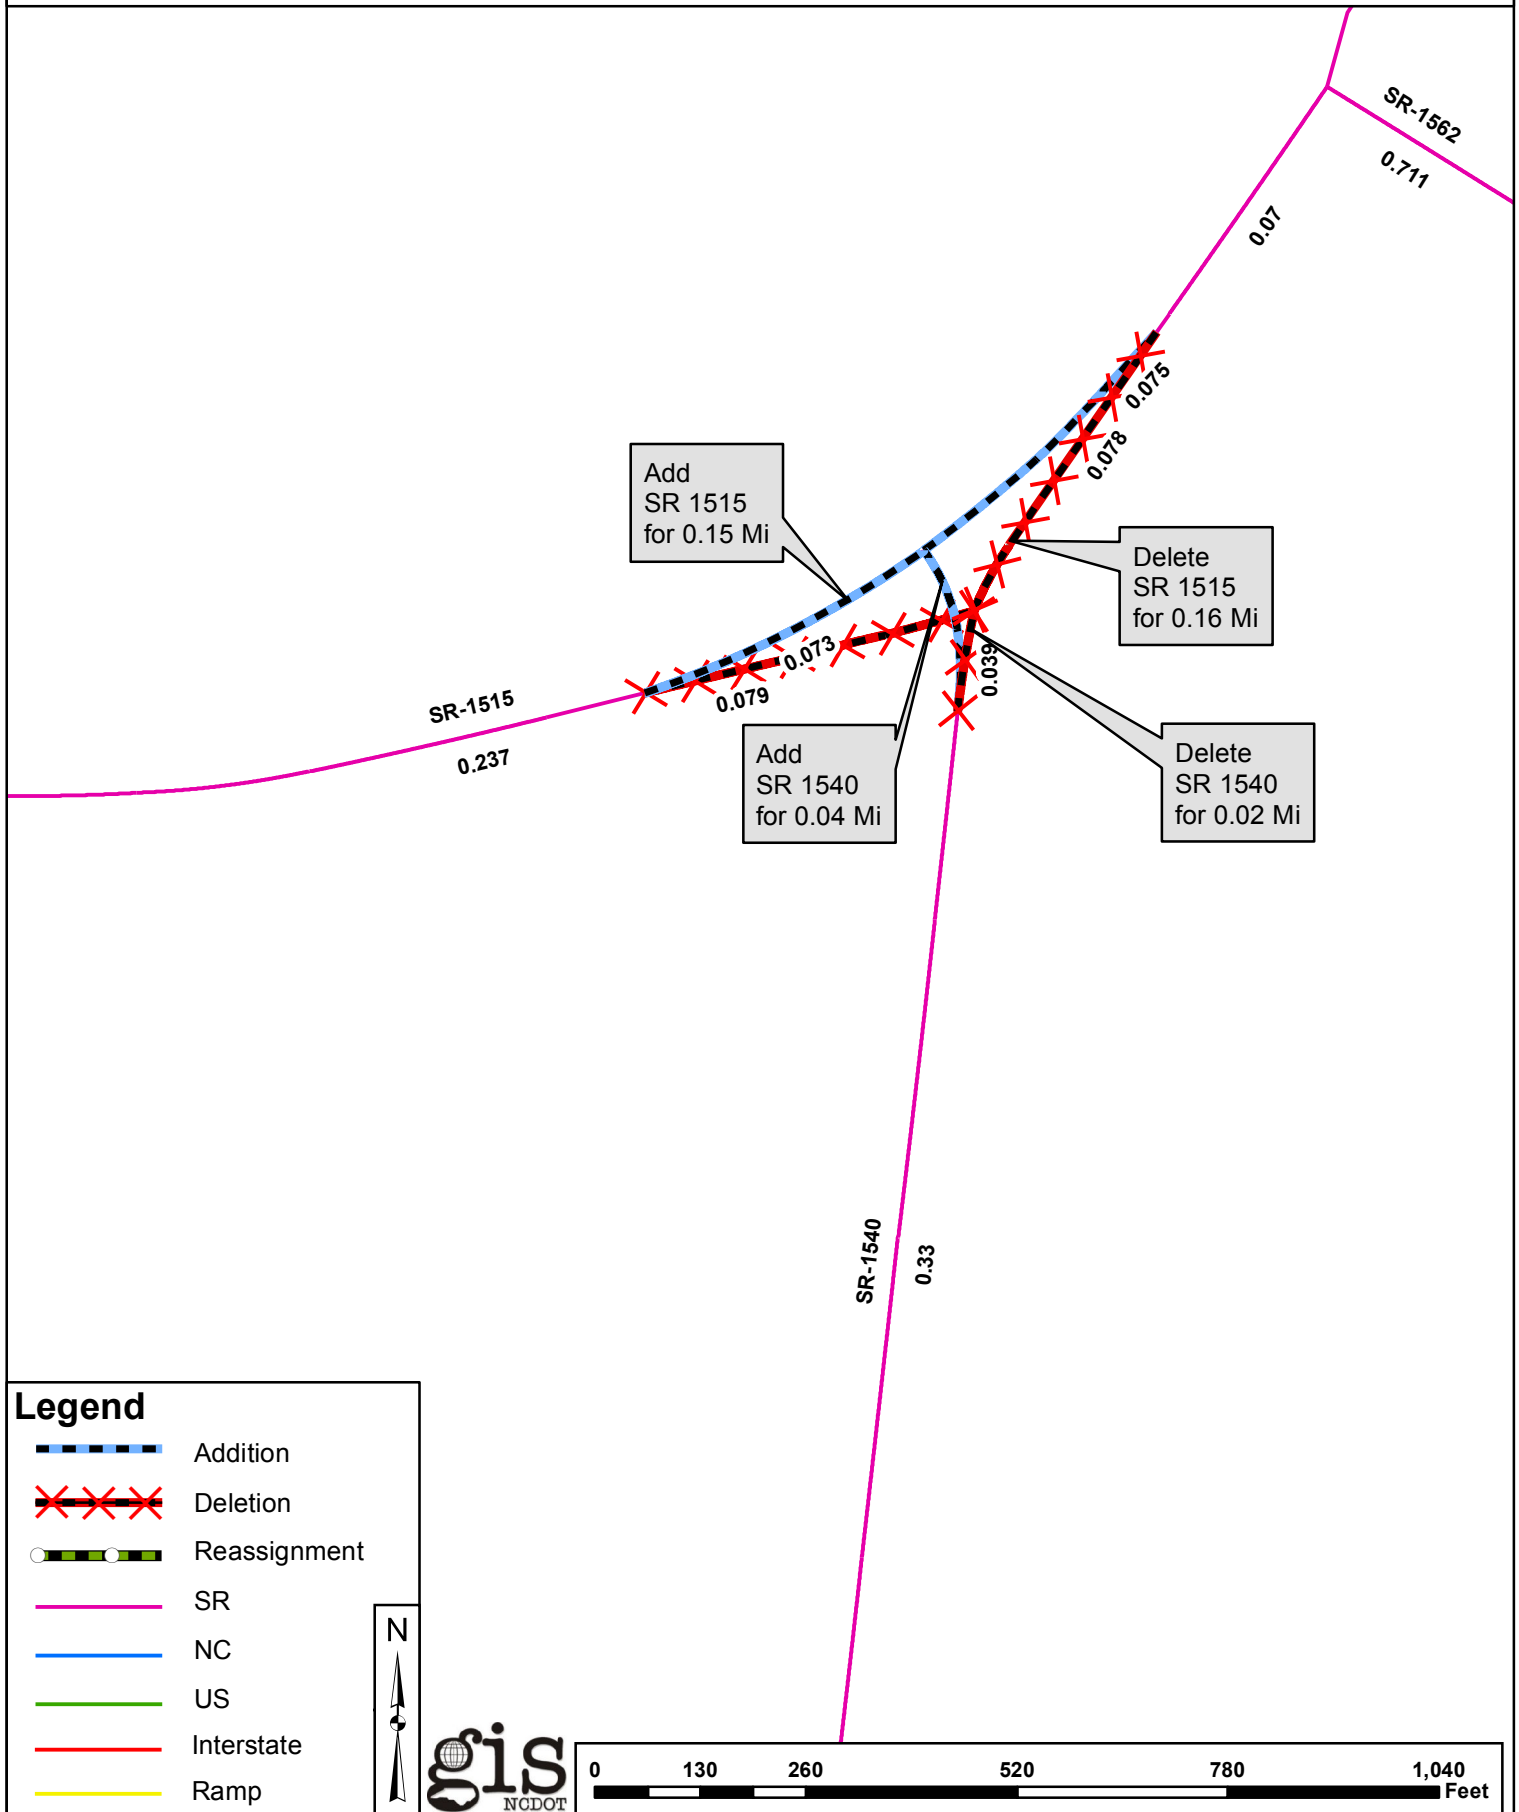 SR-1562
0.711
0.07
0.075
0.078
Add
SR 1515
for 0.15 Mi
Delete
SR 1515
for 0.16 Mi
0.073
0.079
0.039
SR-1515
0.237
Add
SR 1540
for 0.04 Mi
Delete
SR 1540
for 0.02 Mi
SR-1540
0.33
Legend
Addition
Deletion
Reassignment
SR
NC
US
Interstate
Ramp
N
gis
NCDOT
0 130 260 520 780 1,040
Feet